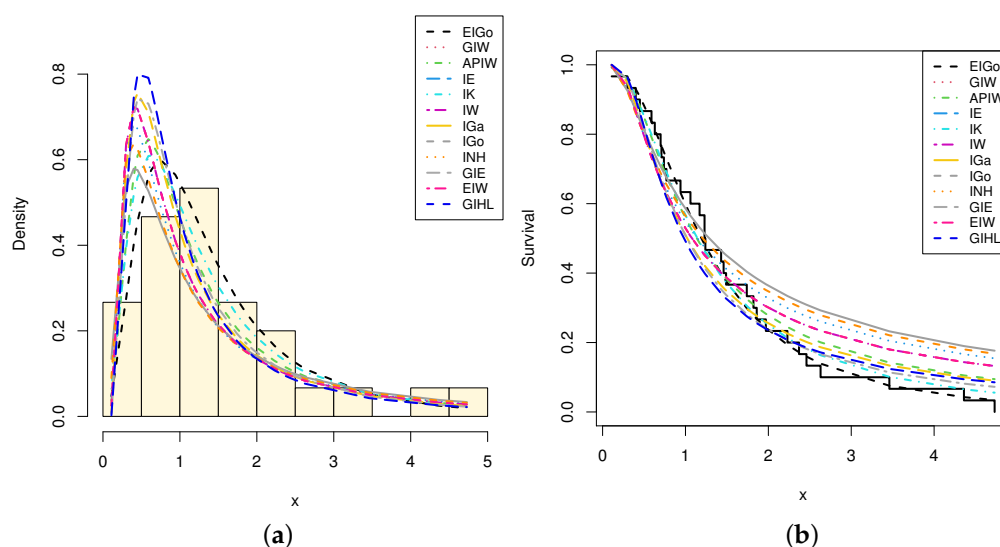 EIGo
GIW
APIW
IE
IK
IW
IGa
IGo
INH
GIE
EIW
GIHL
0.8
0.6
0.4
0.2
0.0
Density
0 1 2 3 4 5
x
(a)
EIGo
GIW
APIW
IE
IK
IW
IGa
IGo
INH
GIE
EIW
GIHL
1.0
0.8
0.6
0.4
0.2
0.0
Survival
0 1 2 3 4
x
(b)